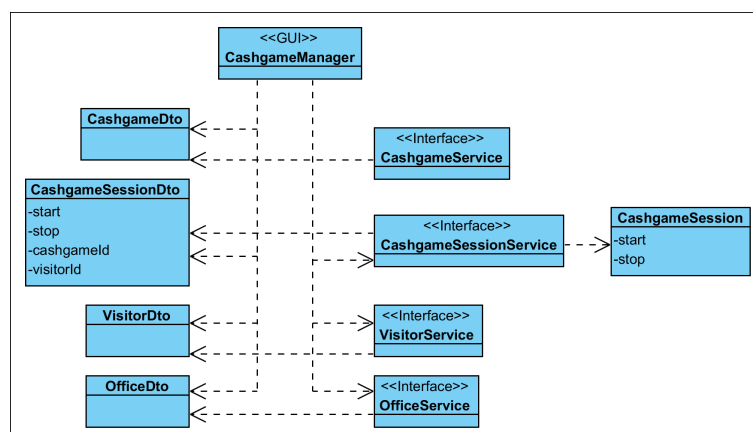 <<GUI>>
CashgameManager
CashgameDto
<<Interface>>
CashgameService
CashgameSessionDto
-start
-stop
-cashgameId
-visitorId
<<Interface>>
CashgameSessionService
CashgameSession
-start
-stop
VisitorDto
<<Interface>>
VisitorService
OfficeDto
<<Interface>>
OfficeService